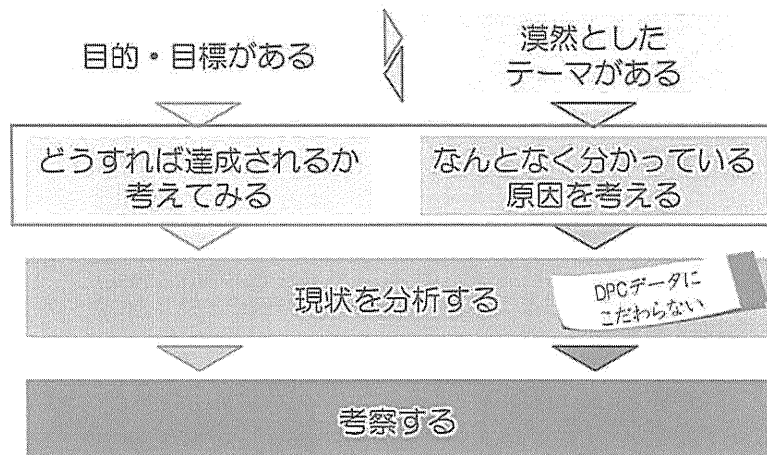 目的・目標がある
漠然とした
テーマがある
どうすれば達成されるか
考えてみる
なんとなく分かっている
原因を考える
現状を分析する
DPCデータに
こだわらない
考察する